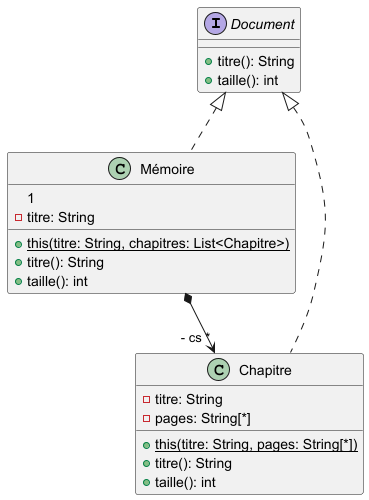 I Document
titre(): String
taille(): int
C Mémoire
1
titre: String
this(titre: String, chapitres: List<Chapitre>)
titre(): String
taille(): int
- cs *
C Chapitre
titre: String
pages: String[*]
this(titre: String, pages: String[*])
titre(): String
taille(): int